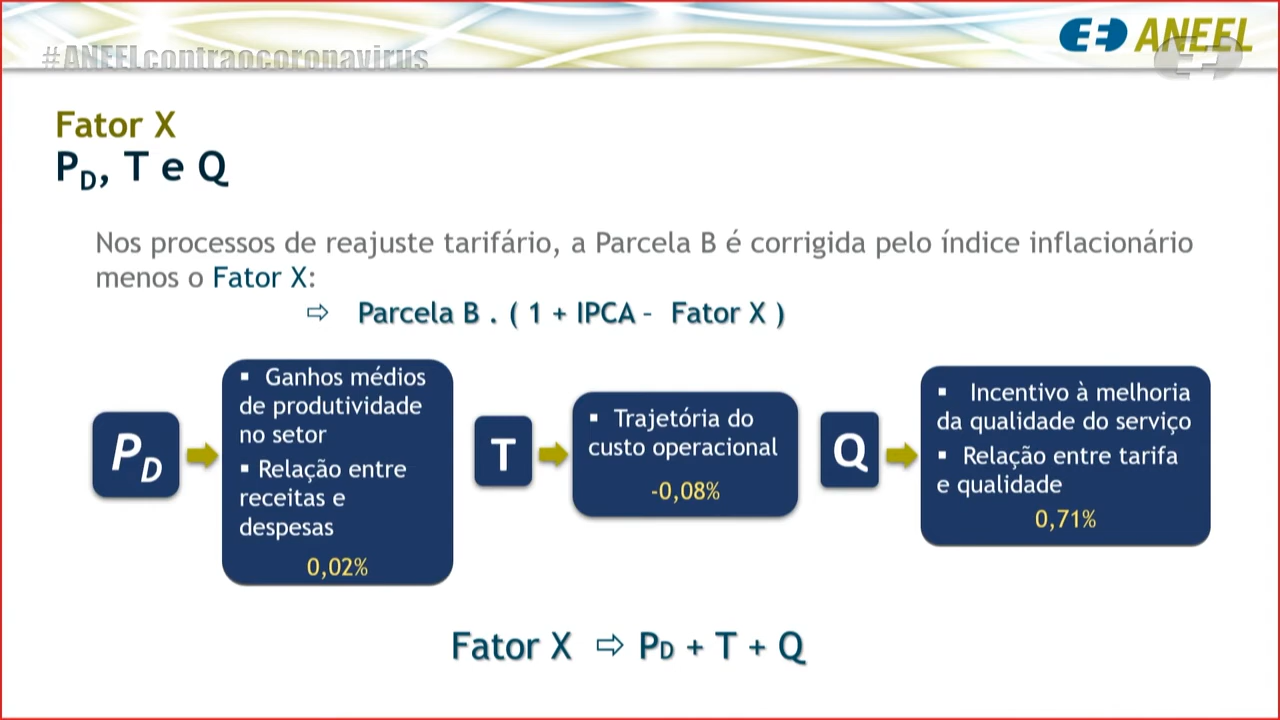 #ANEELcontraocoronavirus
ANEEL
Fator X
PD, T e Q
Nos processos de reajuste tarifário, a Parcela B é corrigida pelo índice inflacionário
menos o Fator X:
⇨ Parcela B . ( 1 + IPCA – Fator X )
PD
▪ Ganhos médios
de produtividade
no setor
▪ Relação entre
receitas e
despesas
0,02%
T
▪ Trajetória do
custo operacional
-0,08%
Q
▪ Incentivo à melhoria
da qualidade do serviço
▪ Relação entre tarifa
e qualidade
0,71%
Fator X ⇨ PD + T + Q